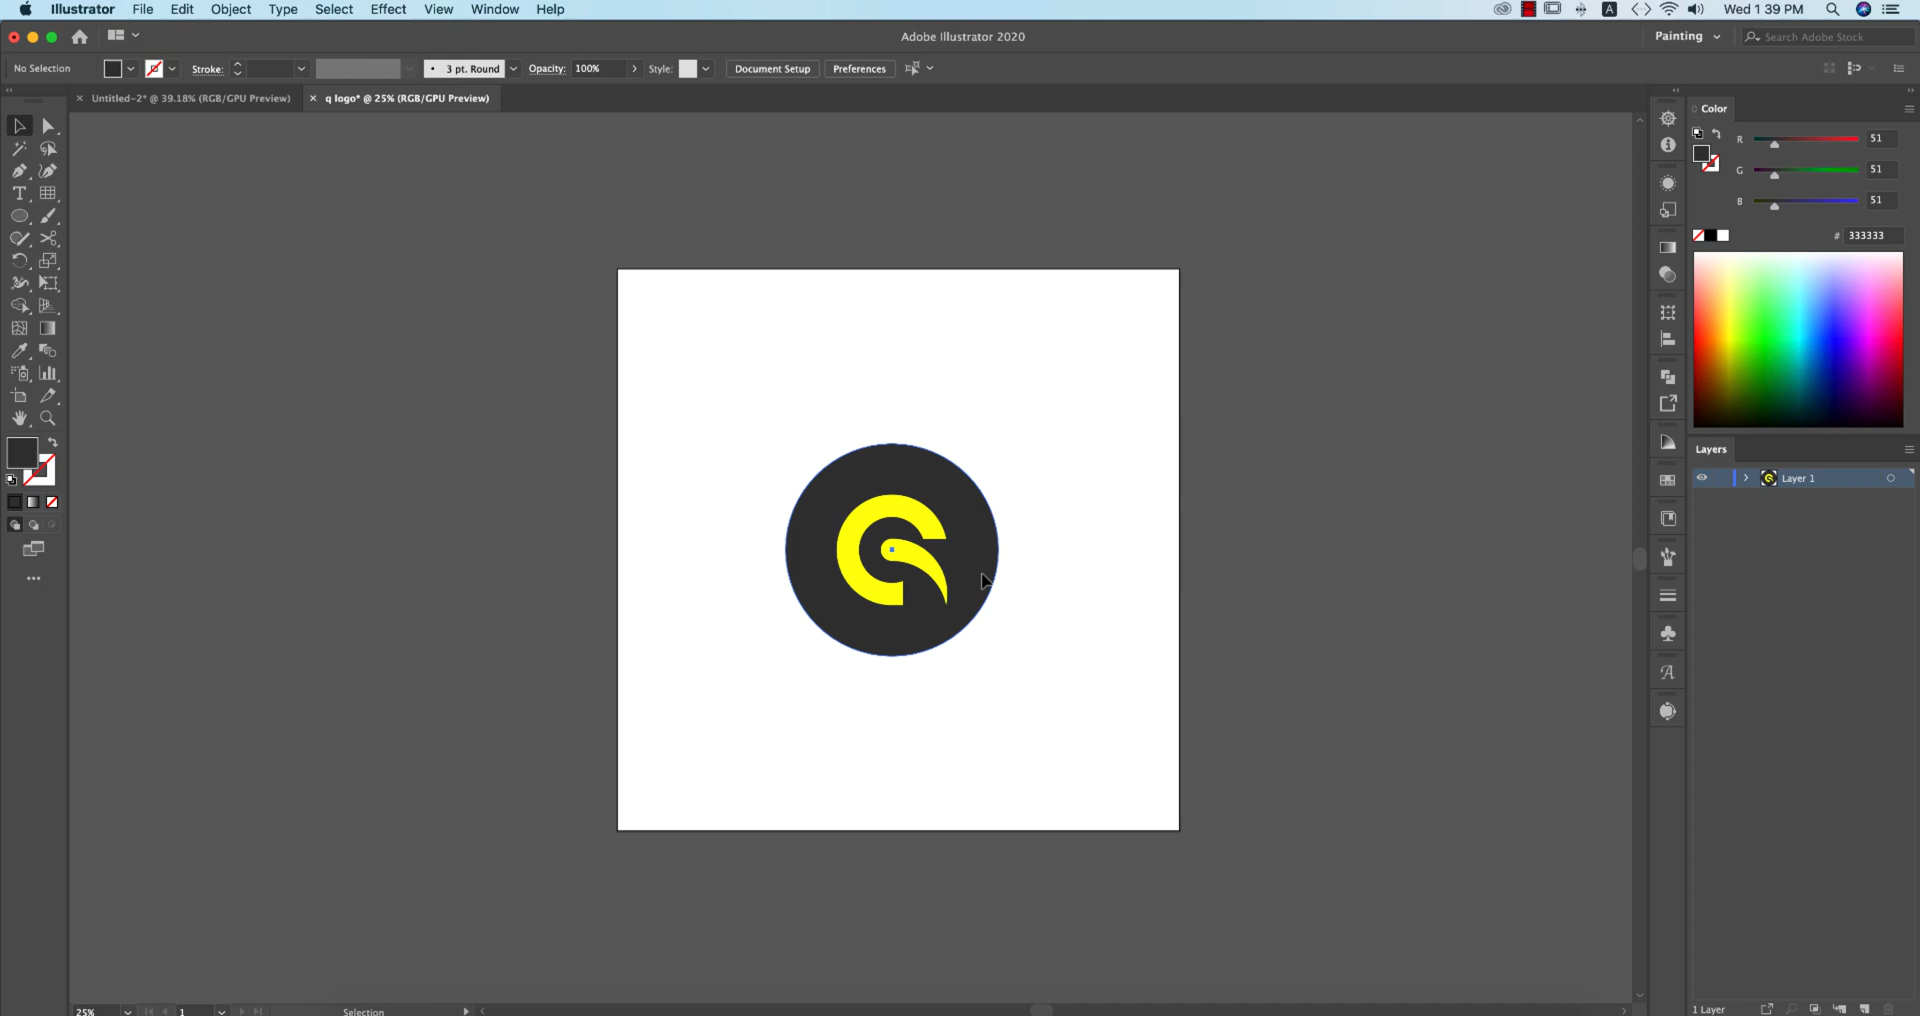 Illustrator File Edit Object Type Select Effect View Window Help
A Wed 1 39 PM
Adobe Illustrator 2020
Painting
Search Adobe Stock
No Selection
Stroke:
3 pt. Round
Opacity: 100%
Style:
Document Setup
Preferences
Untitled-2* @ 39.18% (RGB/GPU Preview)
q logo* @ 25% (RGB/GPU Preview)
Color
R 51
G 51
B 51
# 333333
Layers
Layer 1
25%
1
Selection
1 Layer